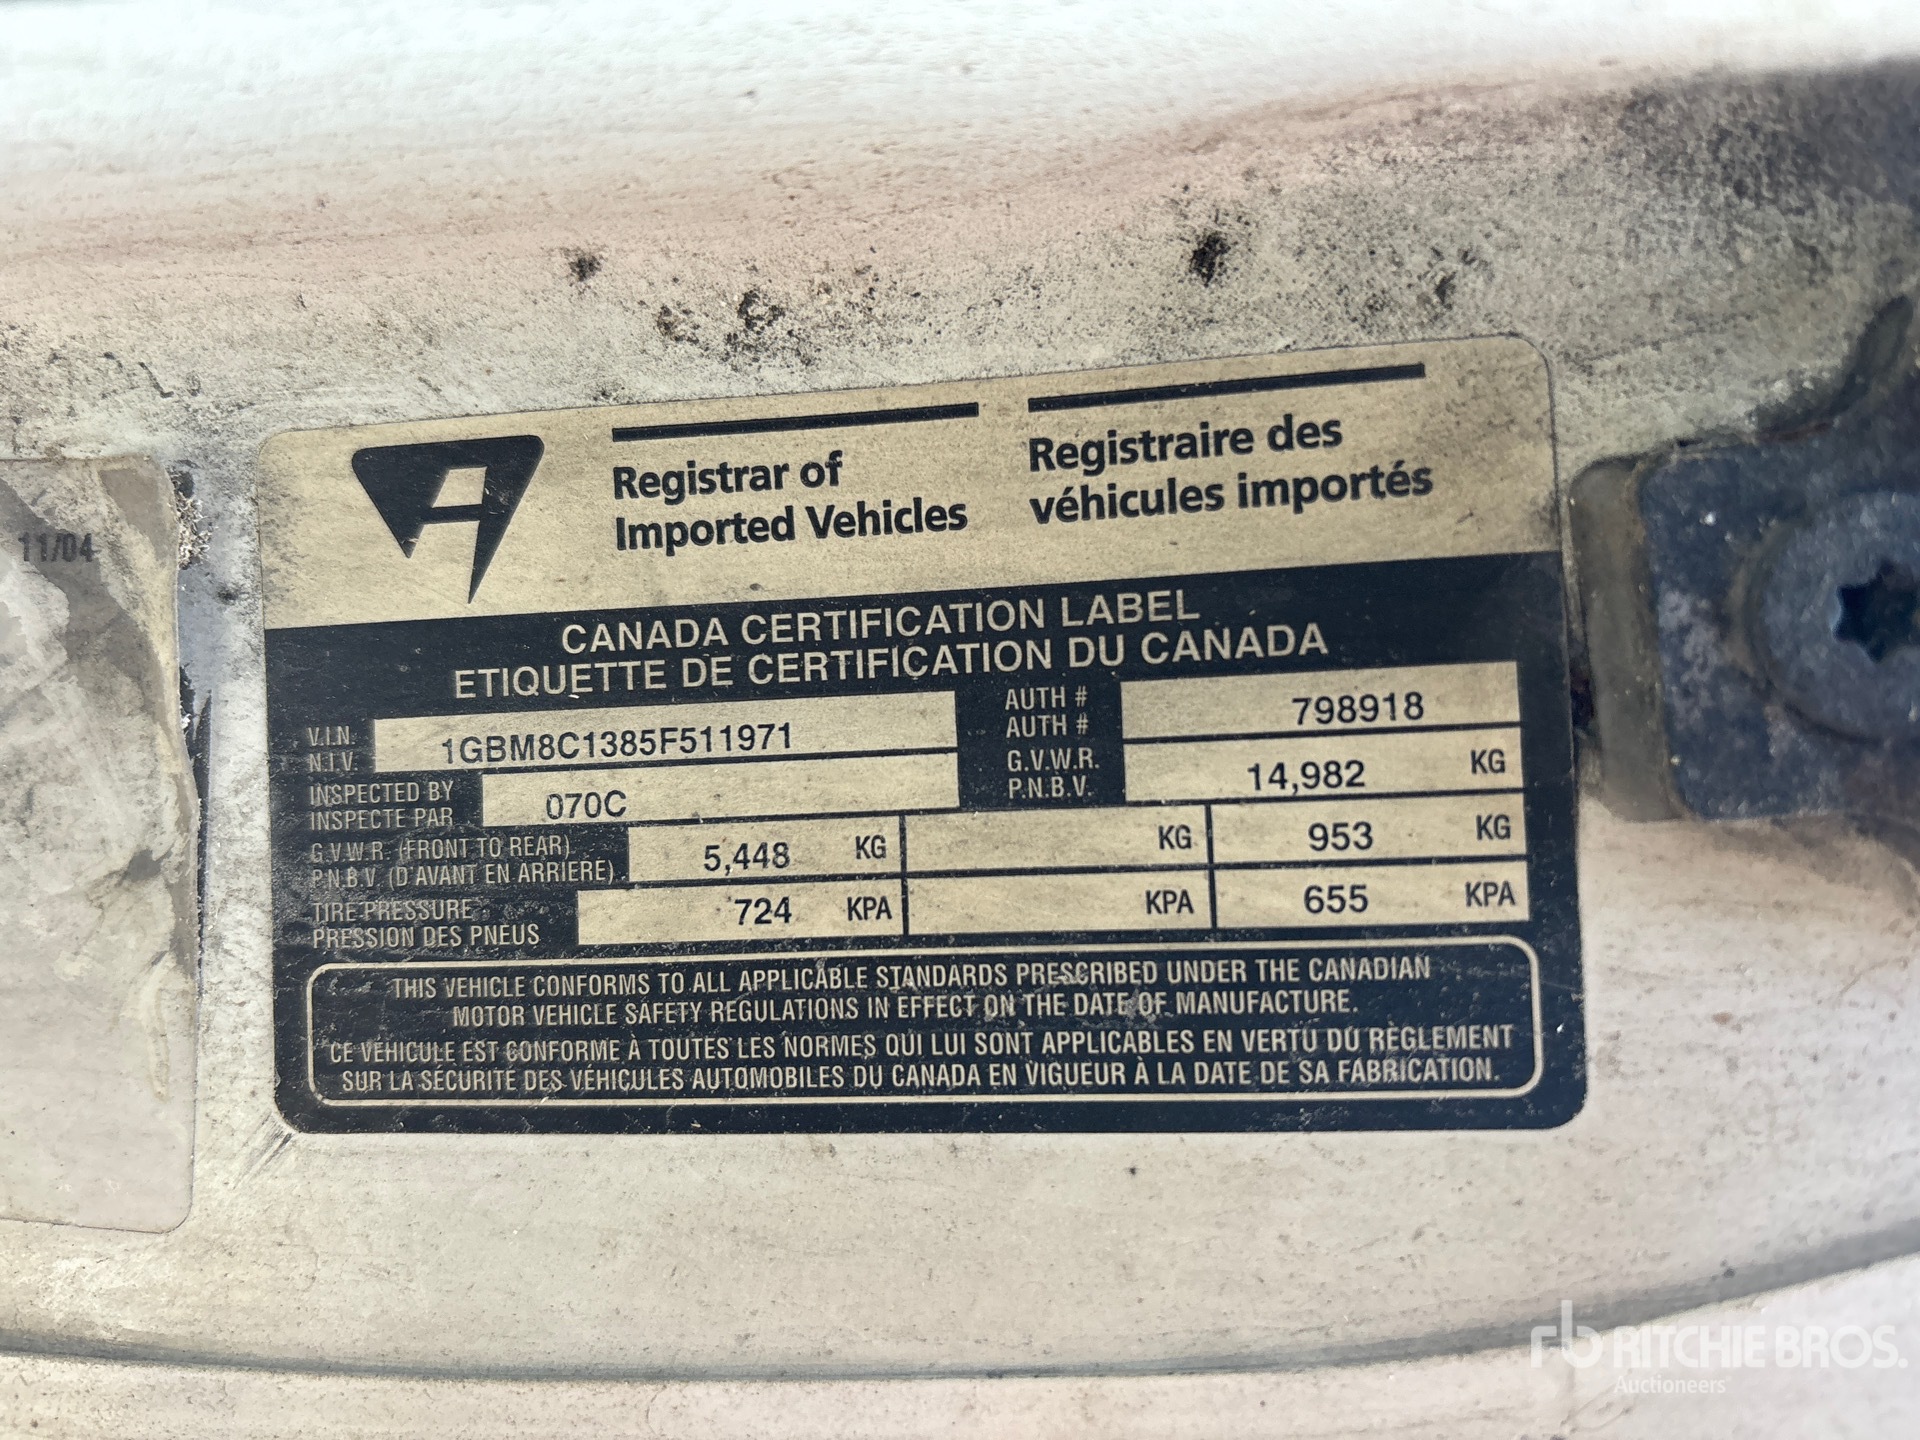 11/04
Registrar of
Imported Vehicles
Registraire des
véhicules importés
CANADA CERTIFICATION LABEL
ETIQUETTE DE CERTIFICATION DU CANADA
V.I.N.
N.I.V.
1GBM8C1385F511971
AUTH #
AUTH #
798918
INSPECTED BY
INSPECTE PAR
070C
G.V.W.R.
P.N.B.V.
14,982 KG
G.V.W.R. (FRONT TO REAR)
P.N.B.V. (D'AVANT EN ARRIERE)
5,448 KG KG 953 KG
TIRE PRESSURE
PRESSION DES PNEUS
724 KPA KPA 655 KPA
THIS VEHICLE CONFORMS TO ALL APPLICABLE STANDARDS PRESCRIBED UNDER THE CANADIAN
MOTOR VEHICLE SAFETY REGULATIONS IN EFFECT ON THE DATE OF MANUFACTURE.
CE VÉHICULE EST CONFORME À TOUTES LES NORMES QUI LUI SONT APPLICABLES EN VERTU DU RÈGLEMENT
SUR LA SÉCURITÉ DES VÉHICULES AUTOMOBILES DU CANADA EN VIGUEUR À LA DATE DE SA FABRICATION.
rb RITCHIE BROS.
Auctioneers